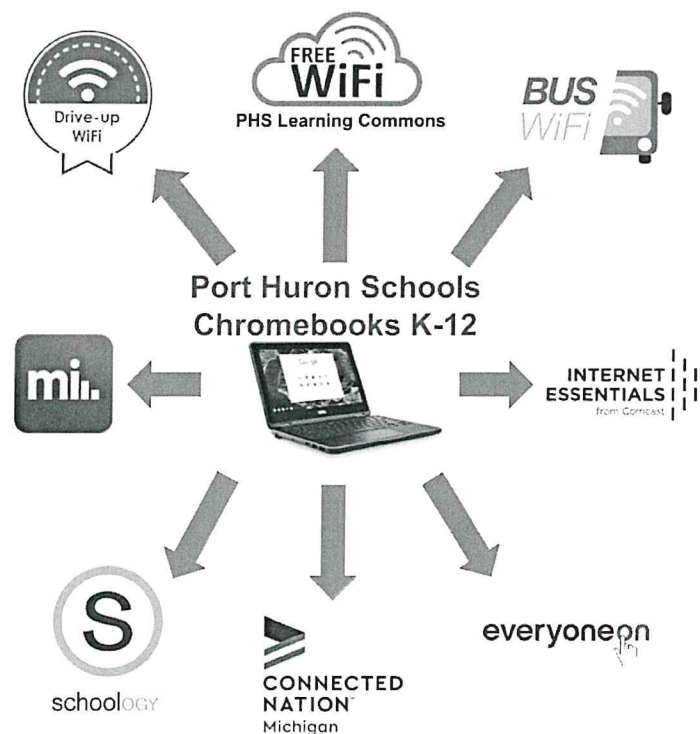 Drive-up
WiFi
FREE
WiFi
PHS Learning Commons
BUS
WiFi
Port Huron Schools
Chromebooks K-12
mi
Google
INTERNET
ESSENTIALS
from Comcast
S
schoology
CONNECTED
NATION
Michigan
everyoneon